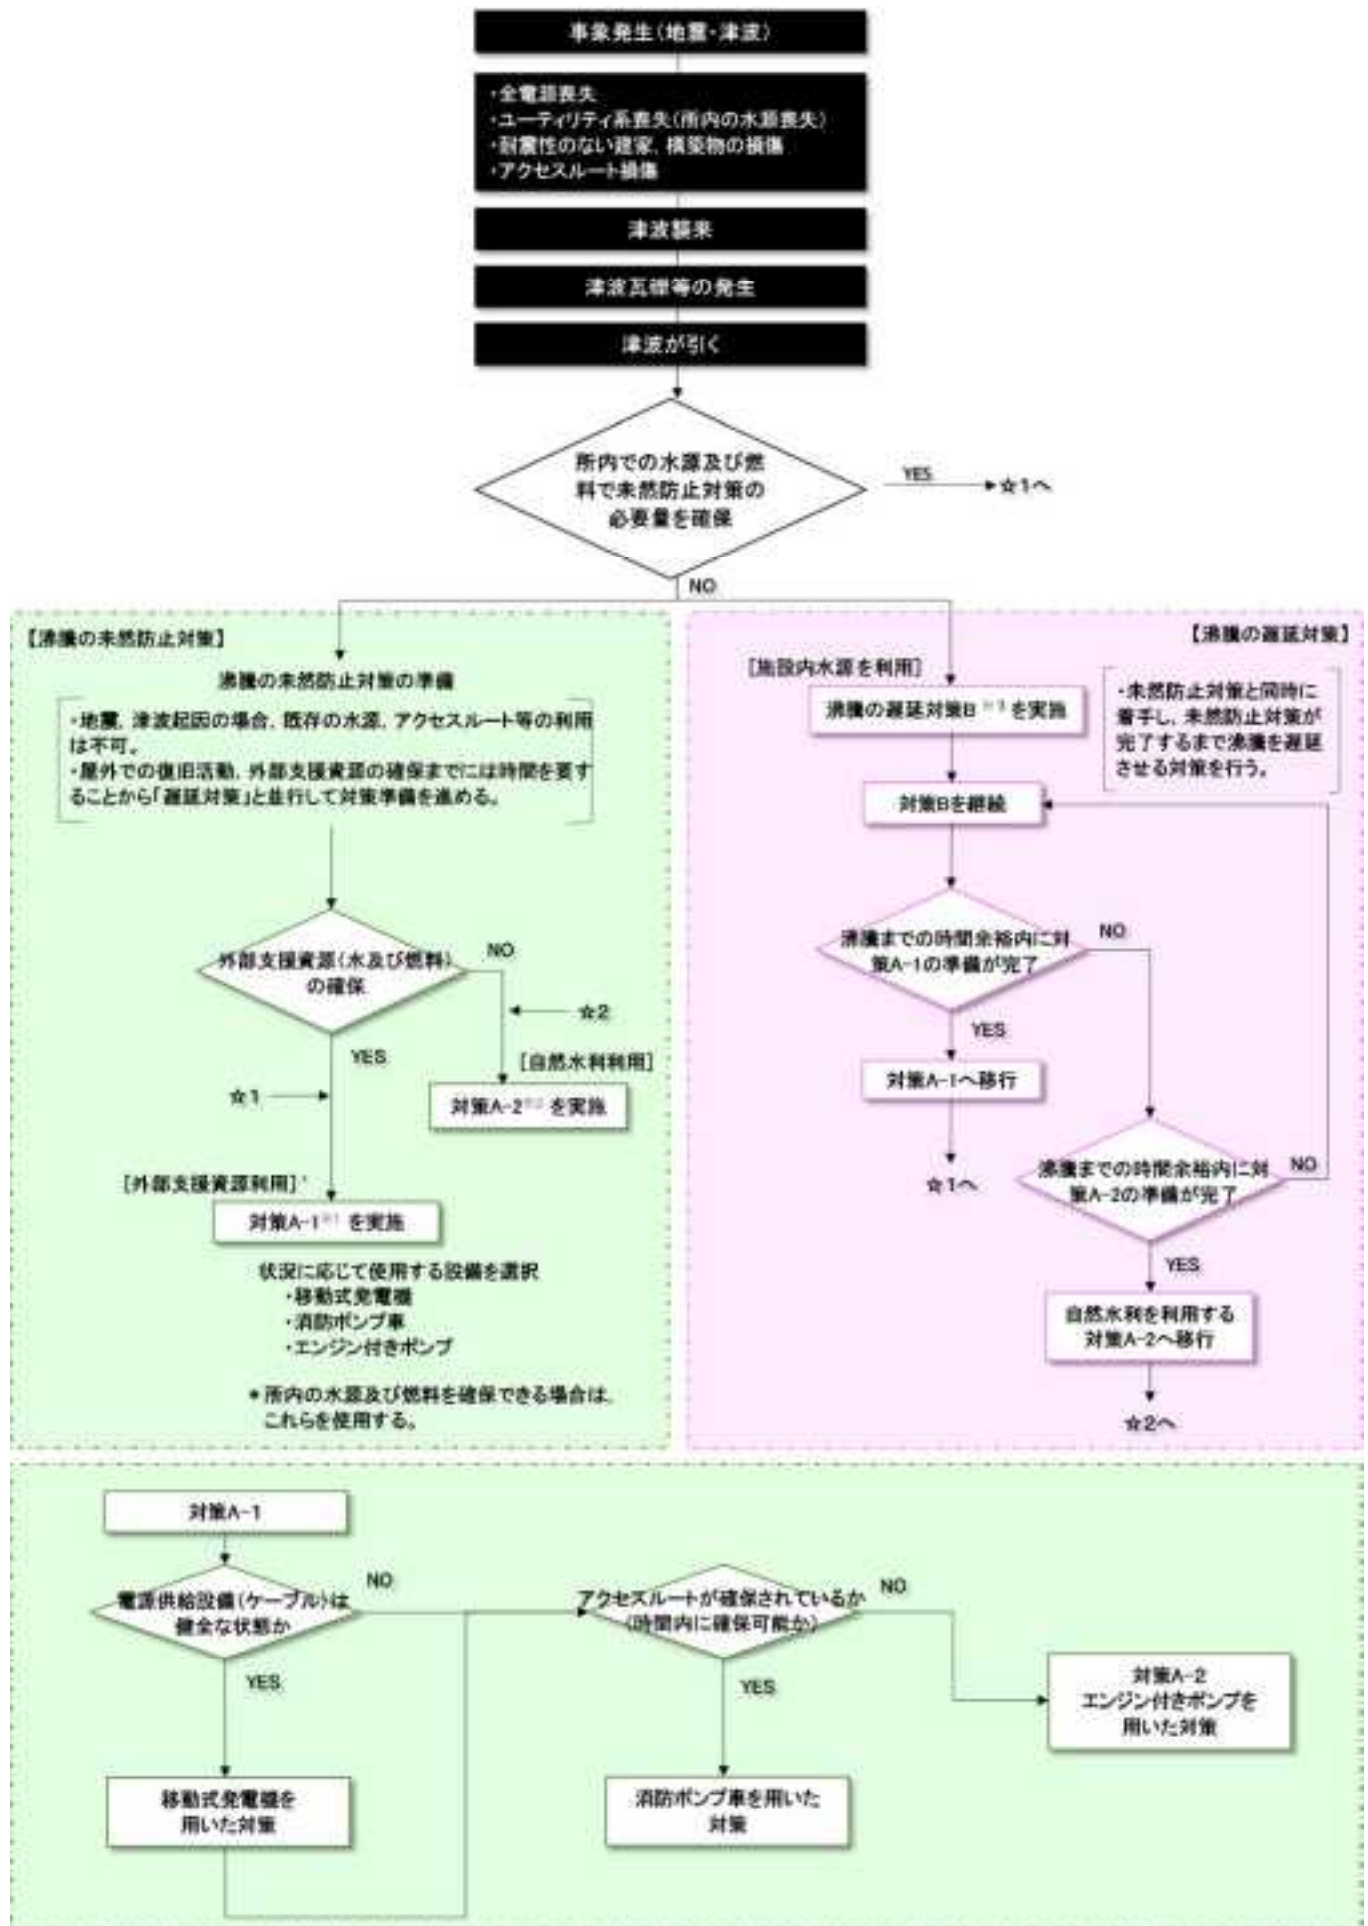 事象発生(地震・津波)
・全電源喪失
・ユーティリティ系喪失(所内の水源喪失)
・耐震性のない建家，構築物の損傷
・アクセスルート損傷
津波襲来
津波瓦礫等の発生
津波が引く
所内での水源及び燃
料で未然防止対策の
必要量を確保
YES
☆1へ
NO
【沸騰の未然防止対策】
沸騰の未然防止対策の準備
・地震，津波起因の場合，既存の水源，アクセスルート等の利用
は不可。
・屋外での復旧活動，外部支援資源の確保までには時間を要す
ることから「遅延対策」と並行して対策準備を進める。
外部支援資源(水及び燃料)
の確保
NO
☆2
YES
[自然水利利用]
☆1
対策A-2 を実施
[外部支援資源利用]*
対策A-1 を実施
状況に応じて使用する設備を選択
・移動式発電機
・消防ポンプ車
・エンジン付きポンプ
*所内の水源及び燃料を確保できる場合は，
これらを使用する。
【沸騰の遅延対策】
[施設内水源を利用]
沸騰の遅延対策B を実施
・未然防止対策と同時に
着手し，未然防止対策が
完了するまで沸騰を遅延
させる対策を行う。
対策Bを継続
沸騰までの時間余裕内に対
策A-1の準備が完了
NO
YES
対策A-1へ移行
☆1へ
沸騰までの時間余裕内に対
策A-2の準備が完了
NO
YES
自然水利を利用する
対策A-2へ移行
☆2へ
対策A-1
電源供給設備(ケーブル)は
健全な状態か
NO
YES
アクセスルートが確保されているか
(時間内に確保可能か)
NO
YES
対策A-2
エンジン付きポンプを
用いた対策
移動式発電機を
用いた対策
消防ポンプ車を用いた
対策